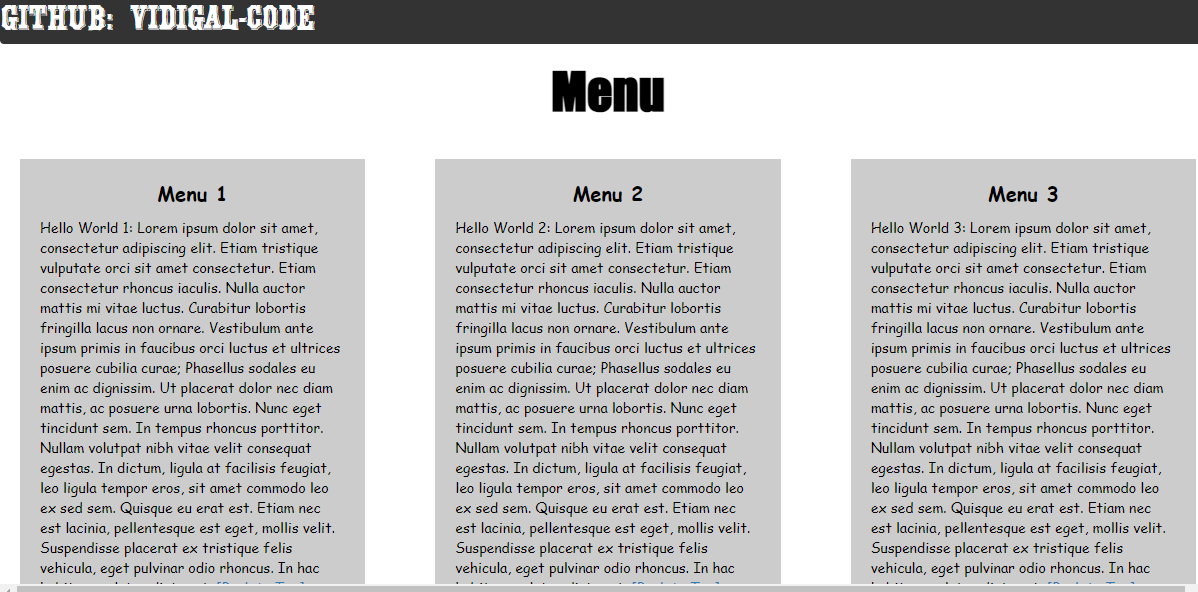 GITHUB: VIDIGAL-CODE
Menu
Menu 1
Hello World 1: Lorem ipsum dolor sit amet,
consectetur adipiscing elit. Etiam tristique
vulputate orci sit amet consectetur. Etiam
consectetur rhoncus iaculis. Nulla auctor
mattis mi vitae luctus. Curabitur lobortis
fringilla lacus non ornare. Vestibulum ante
ipsum primis in faucibus orci luctus et ultrices
posuere cubilia curae; Phasellus sodales eu
enim ac dignissim. Ut placerat dolor nec diam
mattis, ac posuere urna lobortis. Nunc eget
tincidunt sem. In tempus rhoncus porttitor.
Nullam volutpat nibh vitae velit consequat
egestas. In dictum, ligula at facilisis feugiat,
leo ligula tempor eros, sit amet commodo leo
ex sed sem. Quisque eu erat est. Etiam nec
est lacinia, pellentesque est eget, mollis velit.
Suspendisse placerat ex tristique felis
vehicula, eget pulvinar odio rhoncus. In hac
Menu 2
Hello World 2: Lorem ipsum dolor sit amet,
consectetur adipiscing elit. Etiam tristique
vulputate orci sit amet consectetur. Etiam
consectetur rhoncus iaculis. Nulla auctor
mattis mi vitae luctus. Curabitur lobortis
fringilla lacus non ornare. Vestibulum ante
ipsum primis in faucibus orci luctus et ultrices
posuere cubilia curae; Phasellus sodales eu
enim ac dignissim. Ut placerat dolor nec diam
mattis, ac posuere urna lobortis. Nunc eget
tincidunt sem. In tempus rhoncus porttitor.
Nullam volutpat nibh vitae velit consequat
egestas. In dictum, ligula at facilisis feugiat,
leo ligula tempor eros, sit amet commodo leo
ex sed sem. Quisque eu erat est. Etiam nec
est lacinia, pellentesque est eget, mollis velit.
Suspendisse placerat ex tristique felis
vehicula, eget pulvinar odio rhoncus. In hac
Menu 3
Hello World 3: Lorem ipsum dolor sit amet,
consectetur adipiscing elit. Etiam tristique
vulputate orci sit amet consectetur. Etiam
consectetur rhoncus iaculis. Nulla auctor
mattis mi vitae luctus. Curabitur lobortis
fringilla lacus non ornare. Vestibulum ante
ipsum primis in faucibus orci luctus et ultrices
posuere cubilia curae; Phasellus sodales eu
enim ac dignissim. Ut placerat dolor nec diam
mattis, ac posuere urna lobortis. Nunc eget
tincidunt sem. In tempus rhoncus porttitor.
Nullam volutpat nibh vitae velit consequat
egestas. In dictum, ligula at facilisis feugiat,
leo ligula tempor eros, sit amet commodo leo
ex sed sem. Quisque eu erat est. Etiam nec
est lacinia, pellentesque est eget, mollis velit.
Suspendisse placerat ex tristique felis
vehicula, eget pulvinar odio rhoncus. In hac